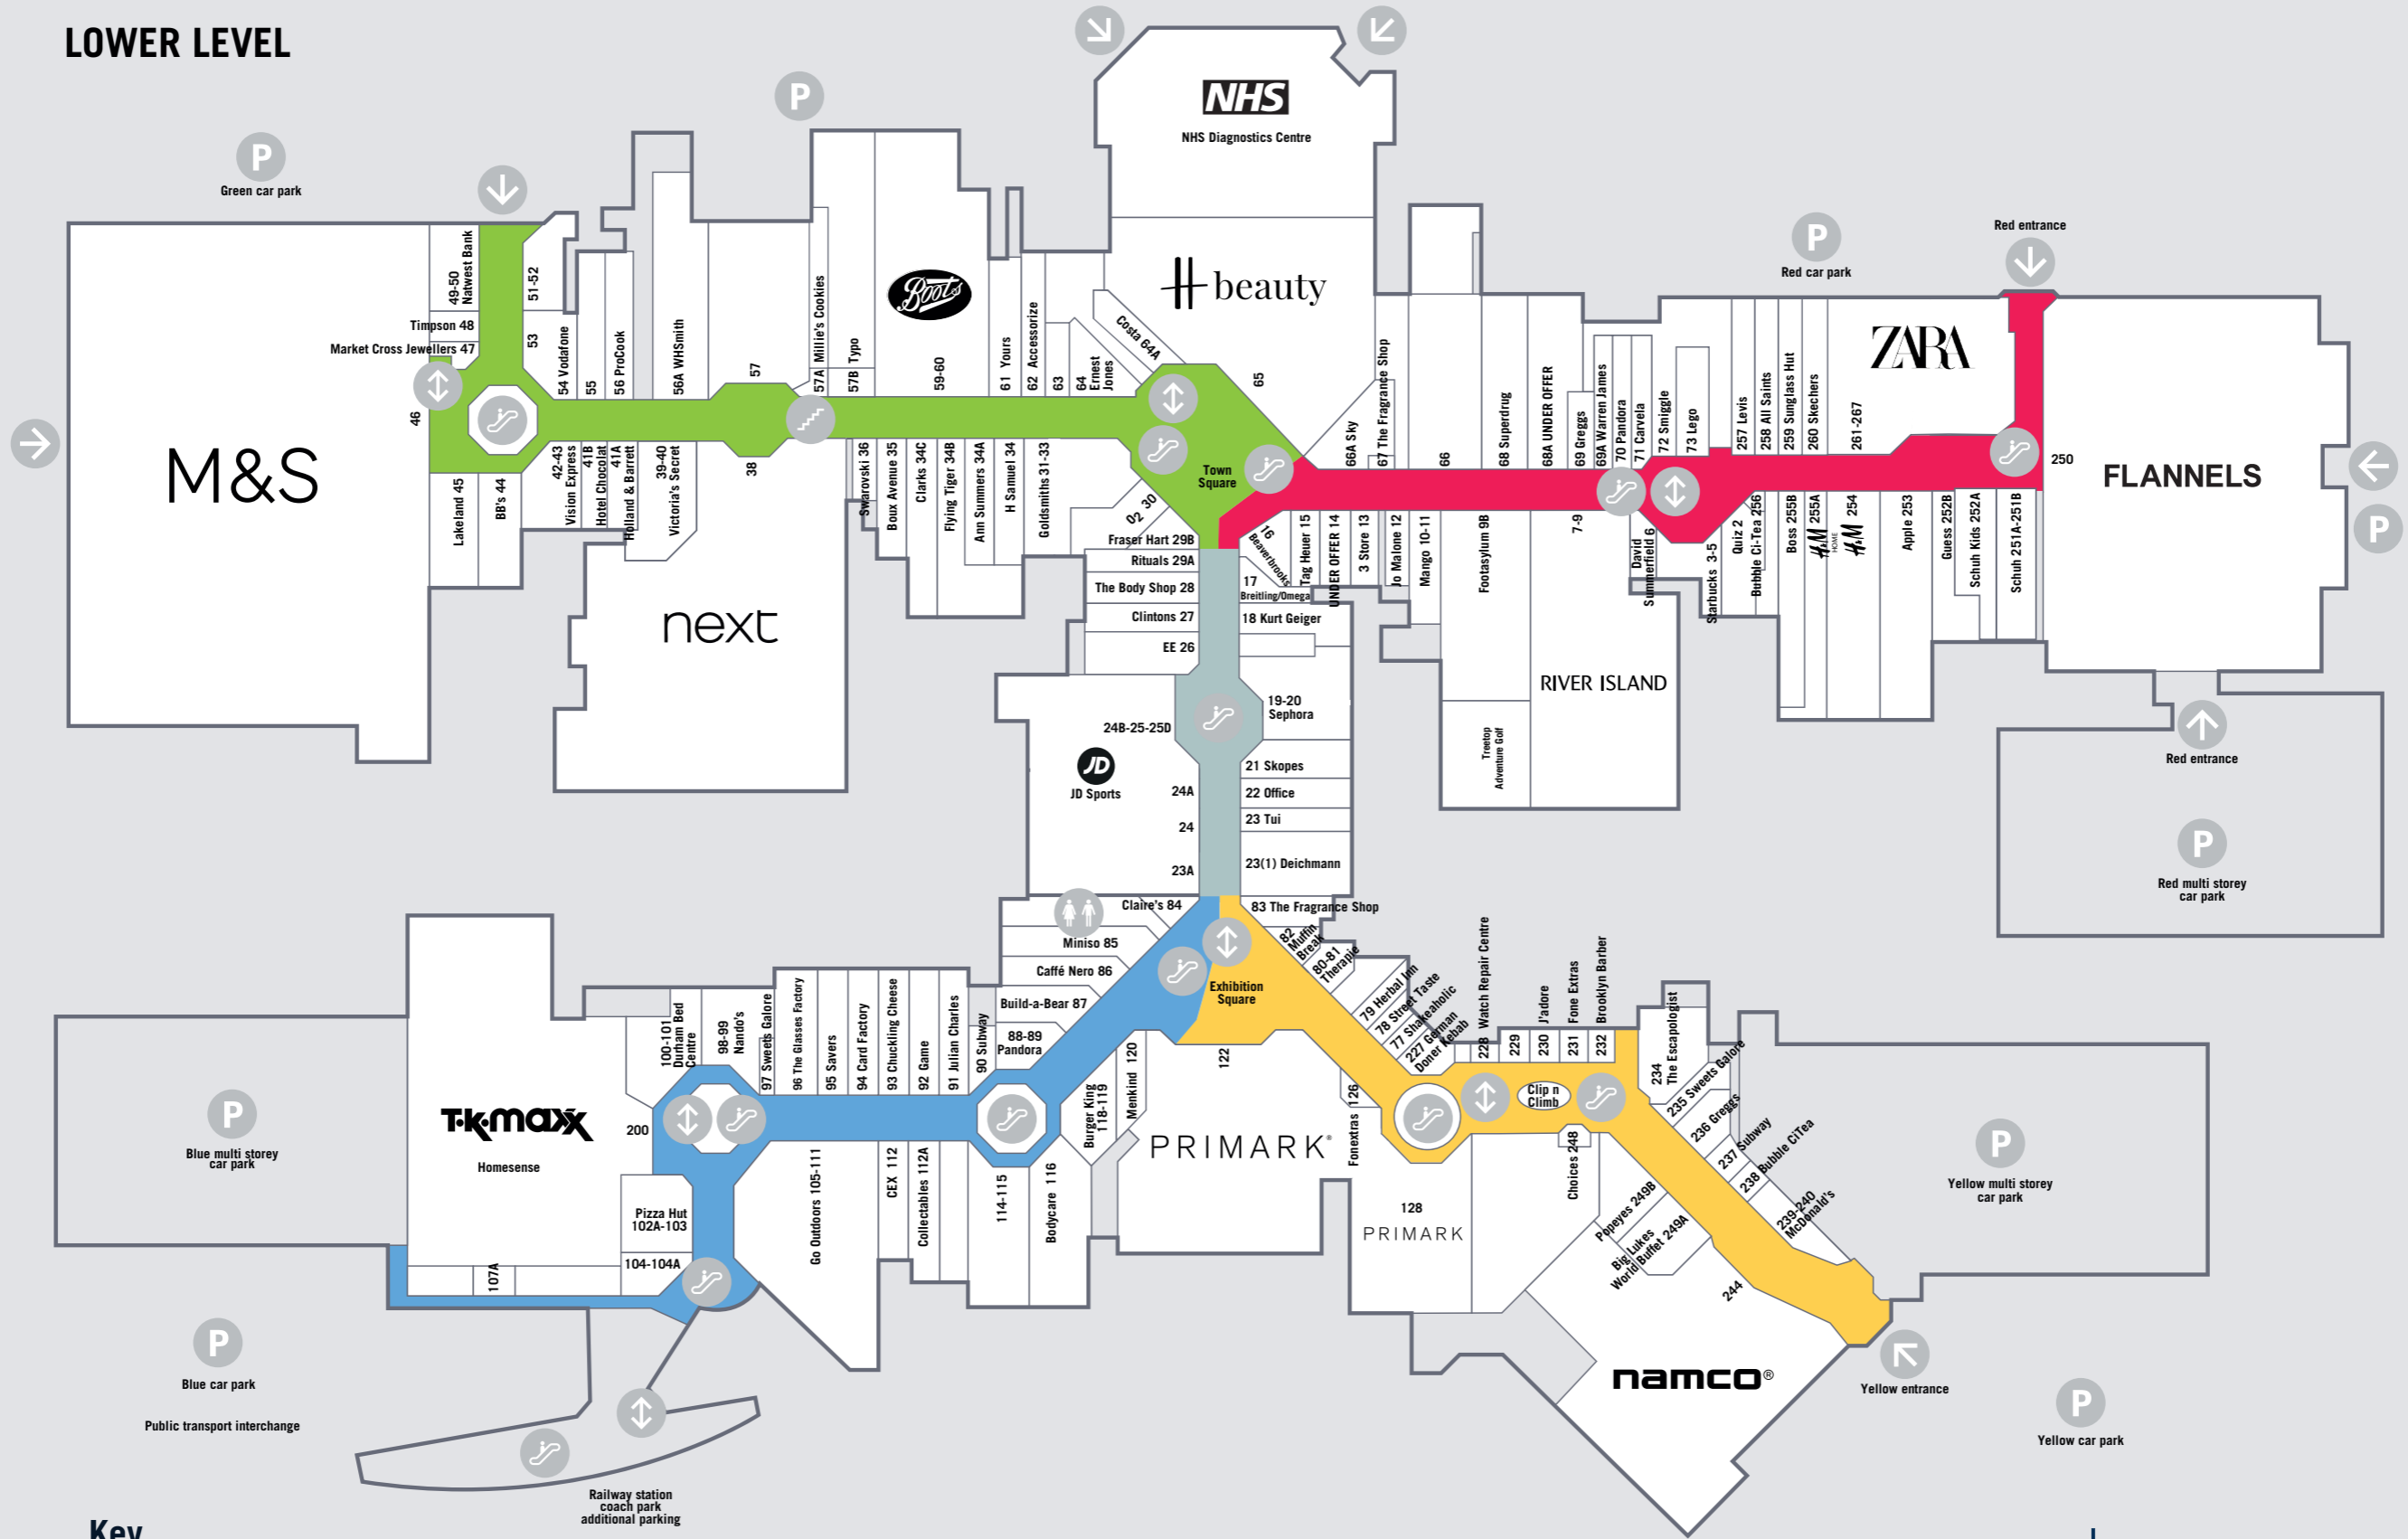 LOWER LEVEL
P
NHS
NHS Diagnostics Centre
P
Green car park
P
Red car park
Red entrance
49-50
Natwest Bank
51-52
Timpson 48
Market Cross Jewellers 47
53
46
M&S
54 Vodafone
55
56 ProCook
56A WHSmith
57
57A Millie's Cookies
57B Typo
Boots
59-60
61 Yours
62 Accessorize
63
64
Ernest
Jones
Costa 64A
H beauty
65
66A Sky
67 The Fragrance Shop
66
68 Superdrug
68A UNDER OFFER
69 Greggs
69A Warren James
70 Pandora
71 Carvela
72 Smiggle
73 Lego
257 Levis
258 All Saints
259 Sunglass Hut
260 Skechers
261-267
ZARA
250
FLANNELS
P
Lakeland 45
BB's 44
42-43
Vision Express
41B
Hotel Chocolat
41A
Holland & Barrett
39-40
Victoria's Secret
38
next
Swarovski 36
Boux Avenue 35
Clarks 34C
Flying Tiger 34B
Ann Summers 34A
H Samuel 34
Goldsmiths 31-33
Town
Square
O2 30
Fraser Hart 29B
Rituals 29A
The Body Shop 28
Clintons 27
EE 26
16
Beaverbrooks
17
Breitling/Omega
18 Kurt Geiger
Tag Heuer 15
UNDER OFFER 14
3 Store 13
Jo Malone 12
Mango 10-11
Footasylum 9B
7-9
RIVER ISLAND
Treetop
Adventure Golf
David
Summerfield 6
Starbucks 3-5
Quiz 2
Bubble Ci-Tea 256
Boss 255B
H&M 255A
HOME
H&M 254
Apple 253
Guess 252B
Schuh Kids 252A
Schuh 251A-251B
Red entrance
P
Red multi storey
car park
24B-25-25D
JD
JD Sports
24A
24
23A
19-20
Sephora
21 Skopes
22 Office
23 Tui
23(1) Deichmann
Claire's 84
83 The Fragrance Shop
Miniso 85
Caffé Nero 86
Build-a-Bear 87
88-89
Pandora
90 Subway
Exhibition
Square
82
Muffin
Break
80-81
Therapie
79 Herbal Inn
78 Street Taste
77 Shakeaholic
227 German
Doner Kebab
228 Watch Repair Centre
229
230 J'adore
231 Fone Extras
232 Brooklyn Barber
234
The Escapologist
235 Sweets Galore
236 Greggs
237 Subway
238 Bubble CiTea
239-240
McDonald's
Clip n
Climb
100-101
Durham Bed
Centre
98-99
Nando's
97 Sweets Galore
96 The Glasses Factory
95 Savers
94 Card Factory
93 Chuckling Cheese
92 Game
91 Julian Charles
T·K·maxx
Homesense
200
P
Blue multi storey
car park
Pizza Hut
102A-103
104-104A
107A
Go Outdoors 105-111
CEX 112
Collectables 112A
114-115
Bodycare 116
Burger King
118-119
Menkind 120
122
PRIMARK®
Fonextras 126
128
PRIMARK
Choices 248
Popeyes 249B
Big Lukes
World Buffet 249A
244
namco®
P
Yellow multi storey
car park
Yellow entrance
P
Yellow car park
P
Blue car park
Public transport interchange
Railway station
coach park
additional parking
Key